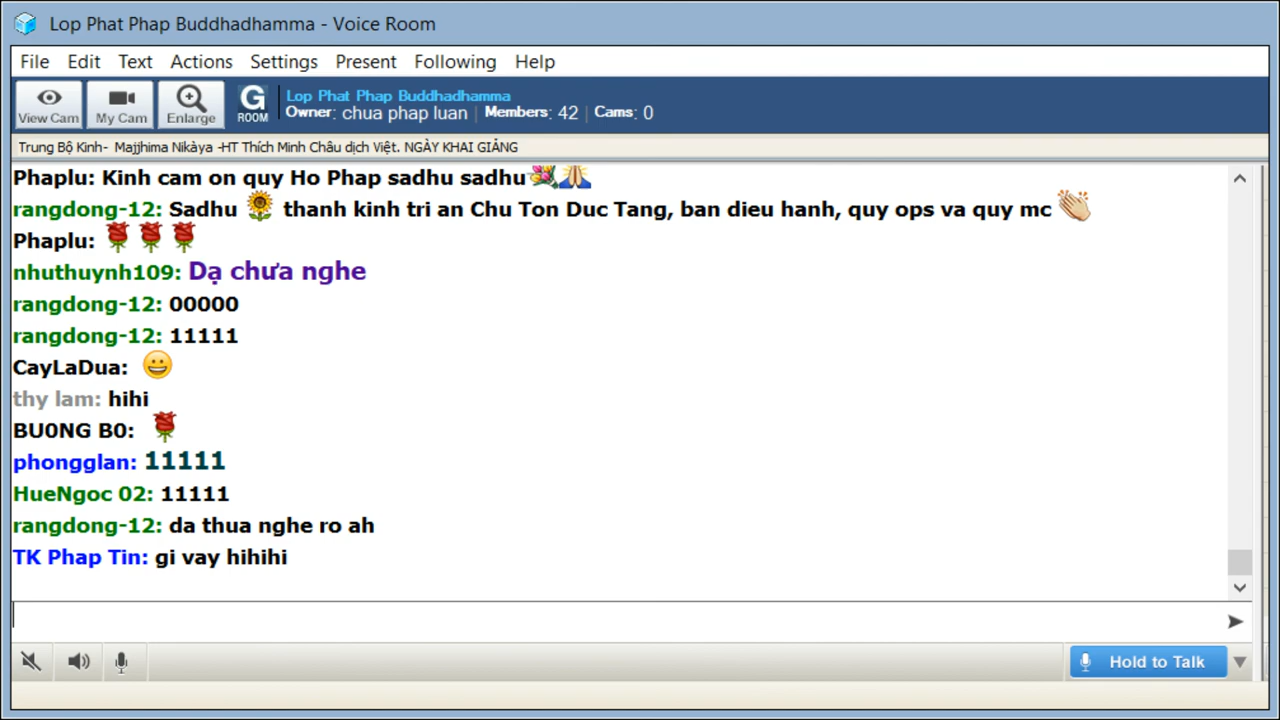 Lop Phat Phap Buddhadhamma - Voice Room
File Edit Text Actions Settings Present Following Help
View Cam My Cam Enlarge G ROOM
Lop Phat Phap Buddhadhamma
Owner: chua phap luan | Members: 42 | Cams: 0
Trung Bộ Kinh- Majjhima Nikàya -HT Thích Minh Châu dịch Việt. NGÀY KHAI GIẢNG
Phaplu: Kinh cam on quy Ho Phap sadhu sadhu💐🙏
rangdong-12: Sadhu 🌻 thanh kinh tri an Chu Ton Duc Tang, ban dieu hanh, quy ops va quy mc 👏
Phaplu: 🌹🌹🌹
nhuthuynh109: Dạ chưa nghe
rangdong-12: 00000
rangdong-12: 11111
CayLaDua: 😀
thy lam: hihi
BU0NG B0: 🌹
phongglan: 11111
HueNgoc 02: 11111
rangdong-12: da thua nghe ro ah
TK Phap Tin: gi vay hihihi
Hold to Talk